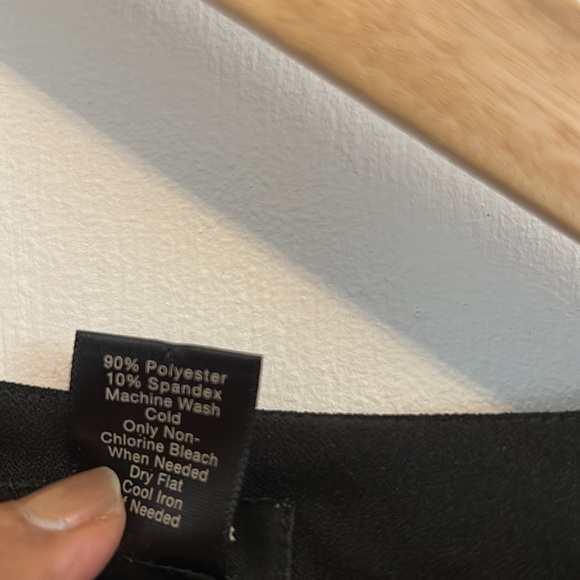 90% Polyester
10% Spandex
Machine Wash
Cold
Only Non-
Chlorine Bleach
When Needed
Dry Flat
Cool Iron
Needed